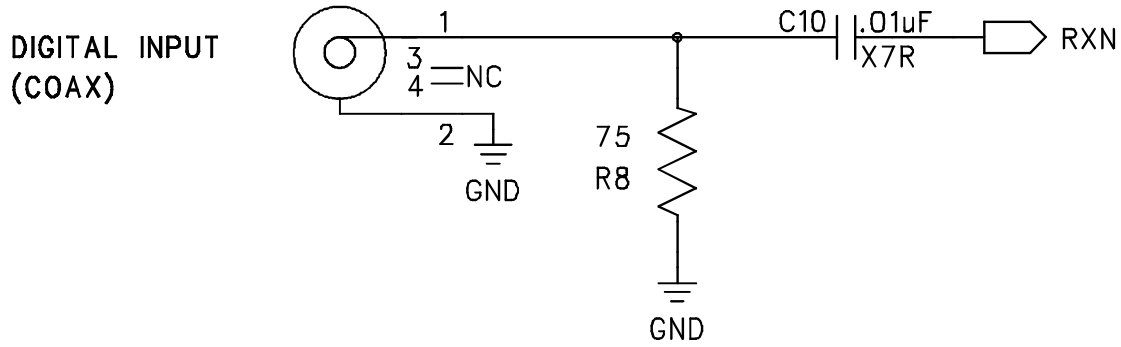 DIGITAL INPUT
(COAX)
1
3
4
NC
2
GND
75
R8
GND
C10
.01uF
X7R
RXN